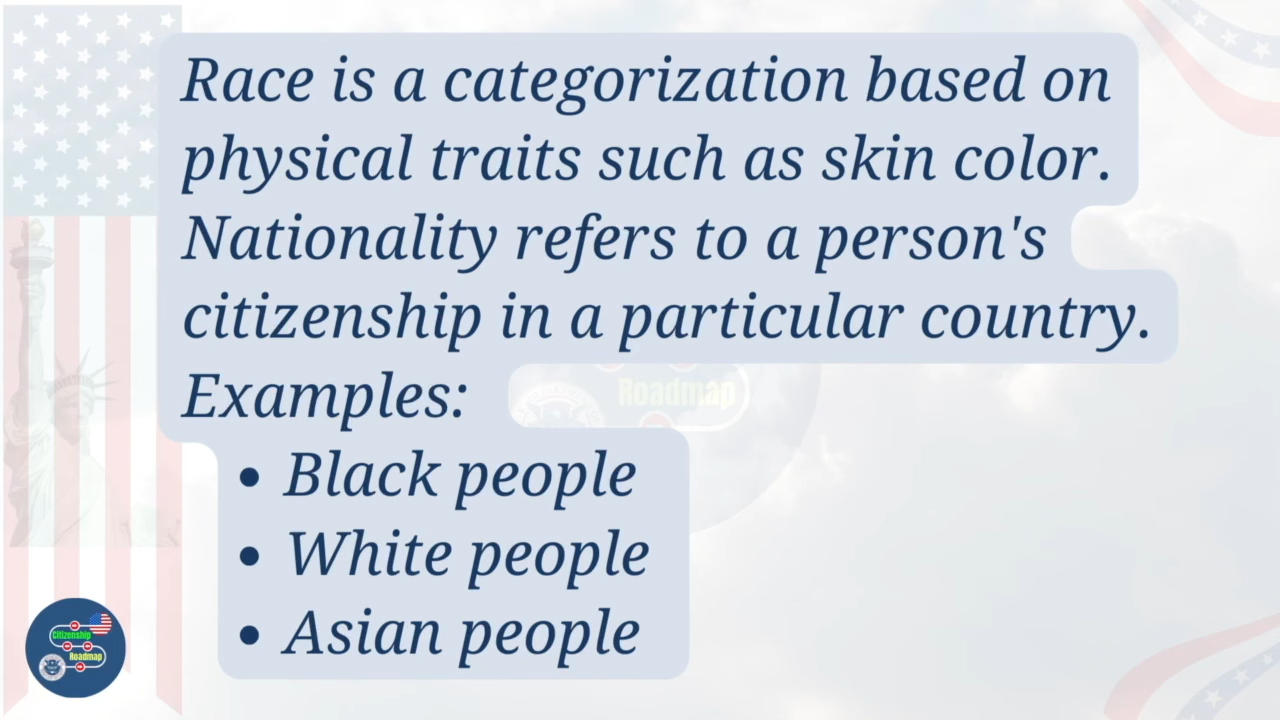 Race is a categorization based on
physical traits such as skin color.
Nationality refers to a person's
citizenship in a particular country.
Examples:
• Black people
• White people
• Asian people
Roadmap
Citizenship
Roadmap